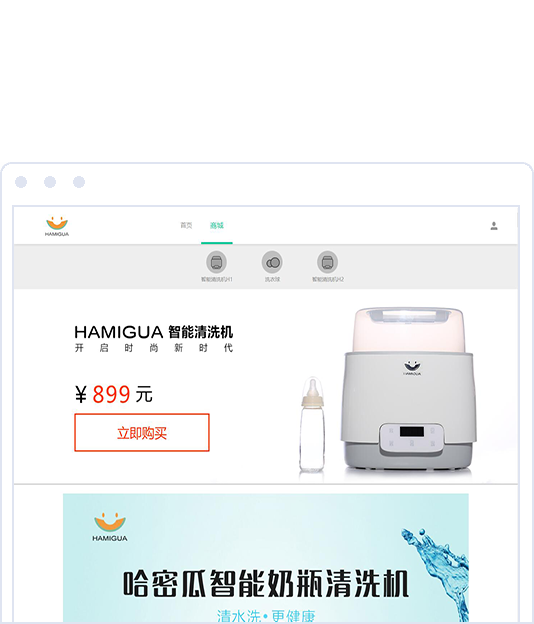 HAMIGUA
首页
商城
智能清洗机H1
洗衣球
智能清洗机H2
HAMIGUA 智能清洗机
开启时尚新时代
¥ 899 元
立即购买
HAMIGUA
HAMIGUA
哈密瓜智能奶瓶清洗机
清水洗•更健康